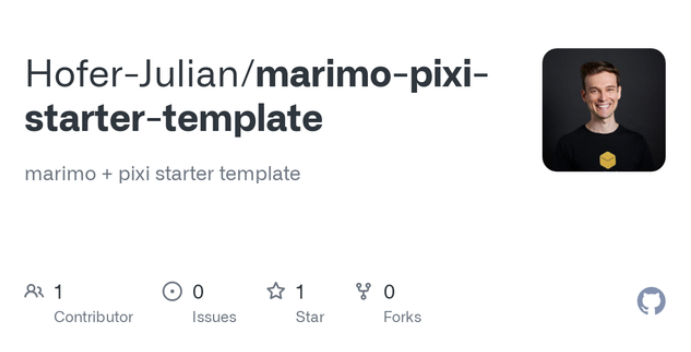 Hofer-Julian/marimo-pixi-
starter-template
marimo + pixi starter template
1 0 1 0
Contributor Issues Star Forks